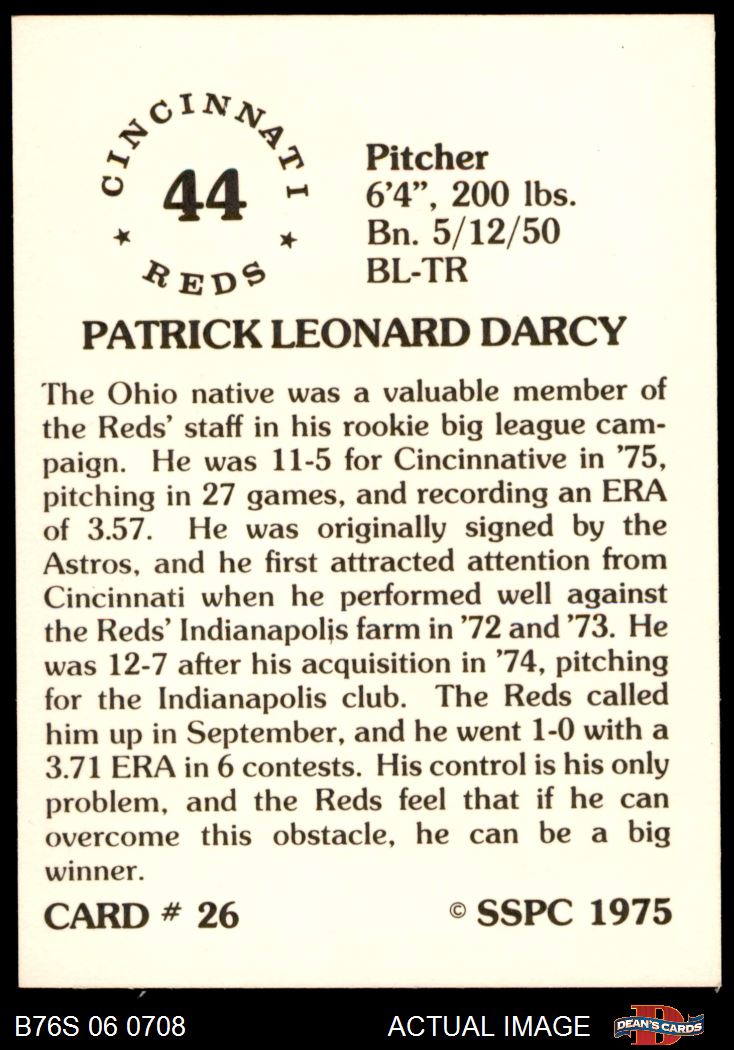 CINCINNATI
44
★ REDS ★
Pitcher
6'4", 200 lbs.
Bn. 5/12/50
BL-TR
PATRICK LEONARD DARCY
The Ohio native was a valuable member of
the Reds' staff in his rookie big league cam-
paign. He was 11-5 for Cincinnative in '75,
pitching in 27 games, and recording an ERA
of 3.57. He was originally signed by the
Astros, and he first attracted attention from
Cincinnati when he performed well against
the Reds' Indianapolis farm in '72 and '73. He
was 12-7 after his acquisition in '74, pitching
for the Indianapolis club. The Reds called
him up in September, and he went 1-0 with a
3.71 ERA in 6 contests. His control is his only
problem, and the Reds feel that if he can
overcome this obstacle, he can be a big
winner.
CARD # 26 © SSPC 1975
B76S 06 0708 ACTUAL IMAGE D DEAN'S CARDS